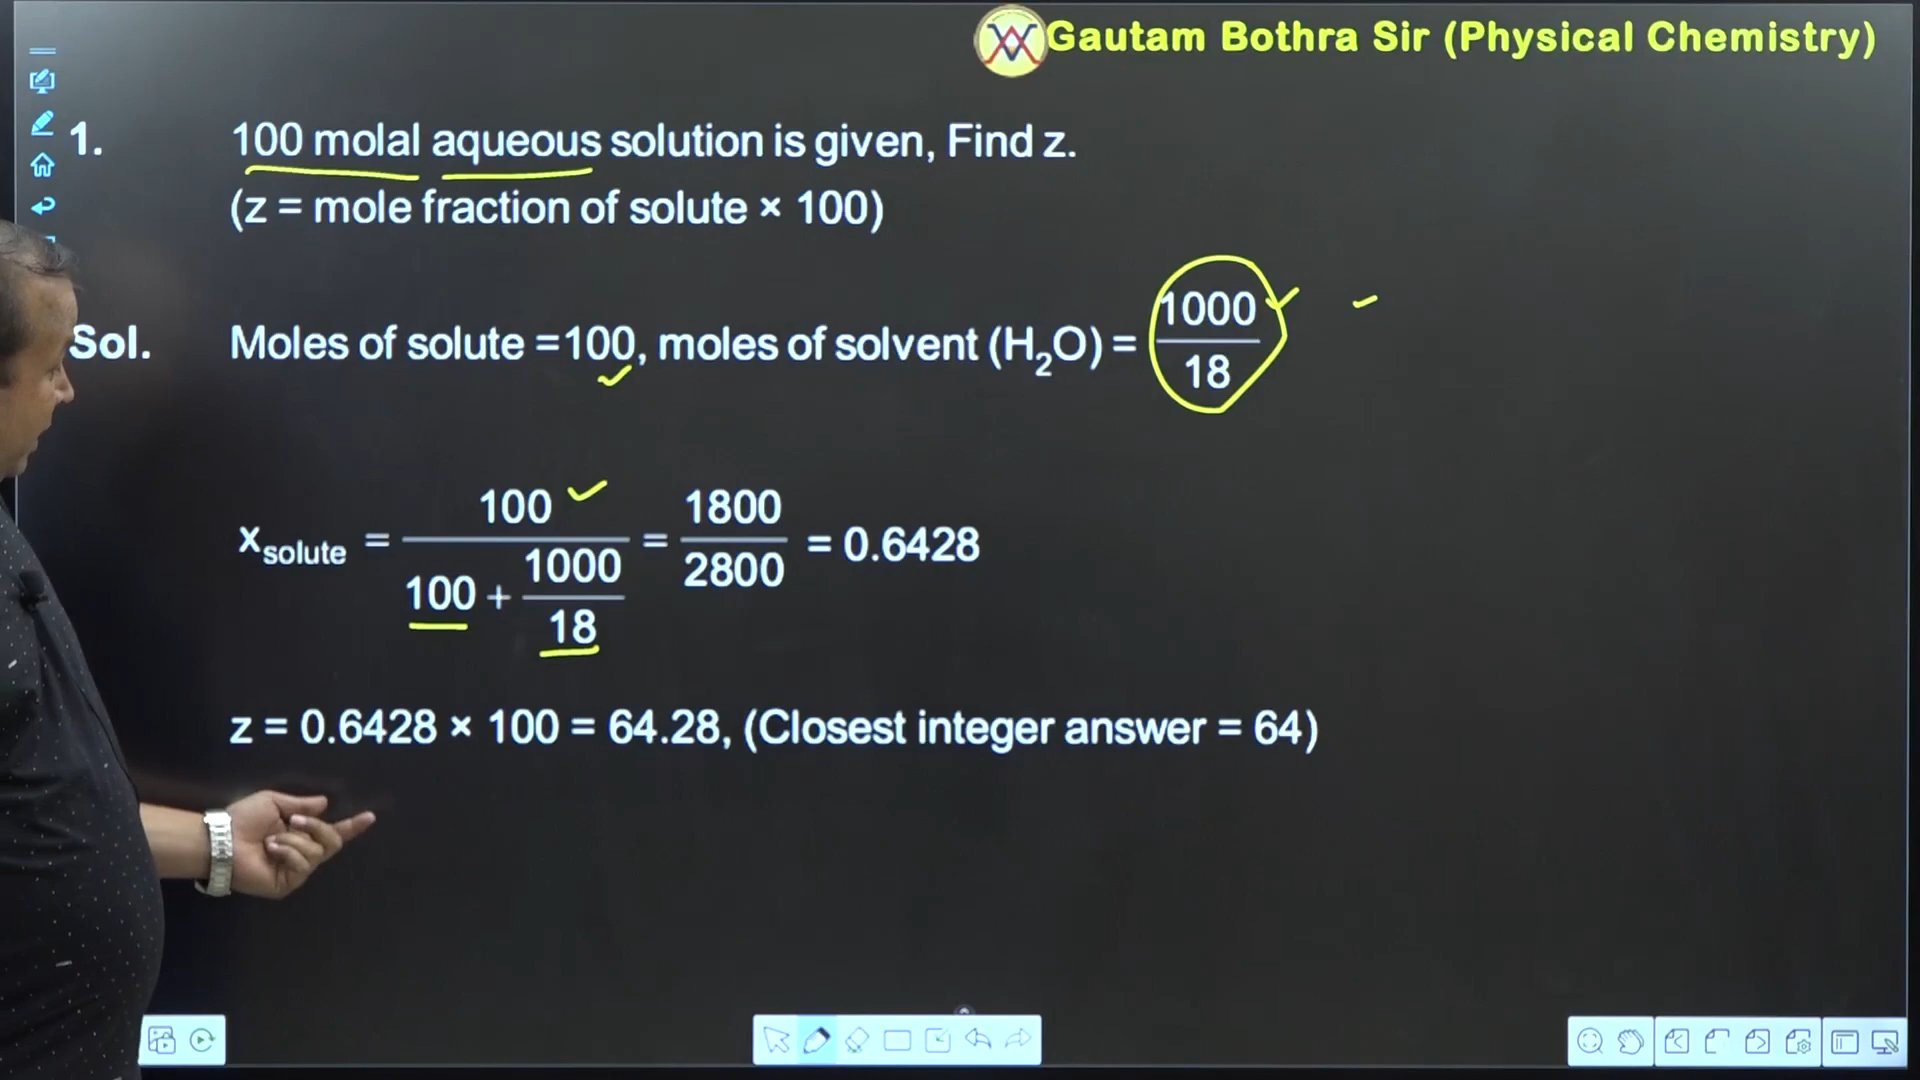 Gautam Bothra Sir (Physical Chemistry)
1. 100 molal aqueous solution is given, Find z.
(z = mole fraction of solute × 100)
Sol. Moles of solute =100, moles of solvent (H₂O) = 1000/18
x_solute = 100/(100 + 1000/18) = 1800/2800 = 0.6428
z = 0.6428 × 100 = 64.28, (Closest integer answer = 64)